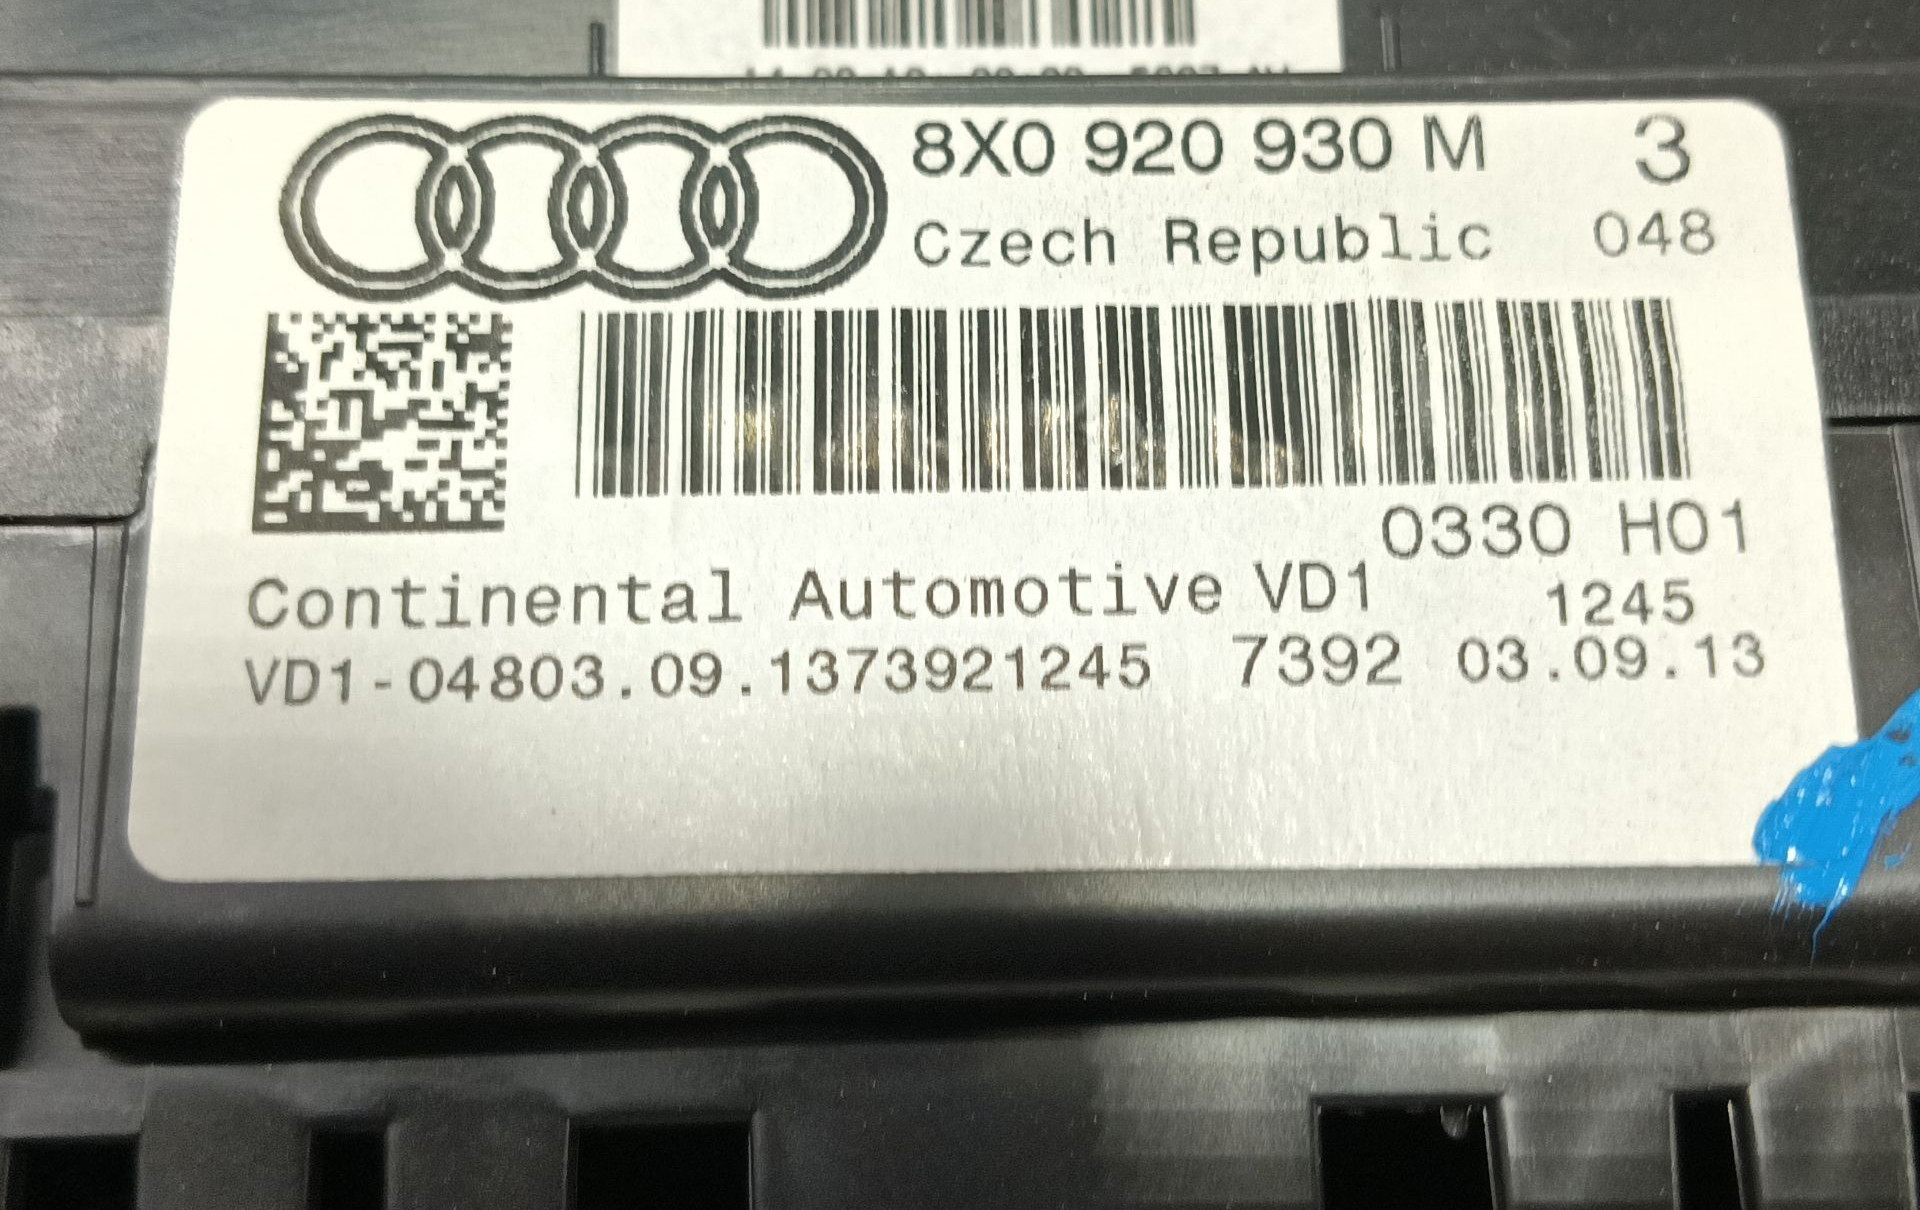 8X0 920 930 M 3
Czech Republic 048
0330 H01
Continental Automotive VD1 1245
VD1-04803.09.1373921245 7392 03.09.13